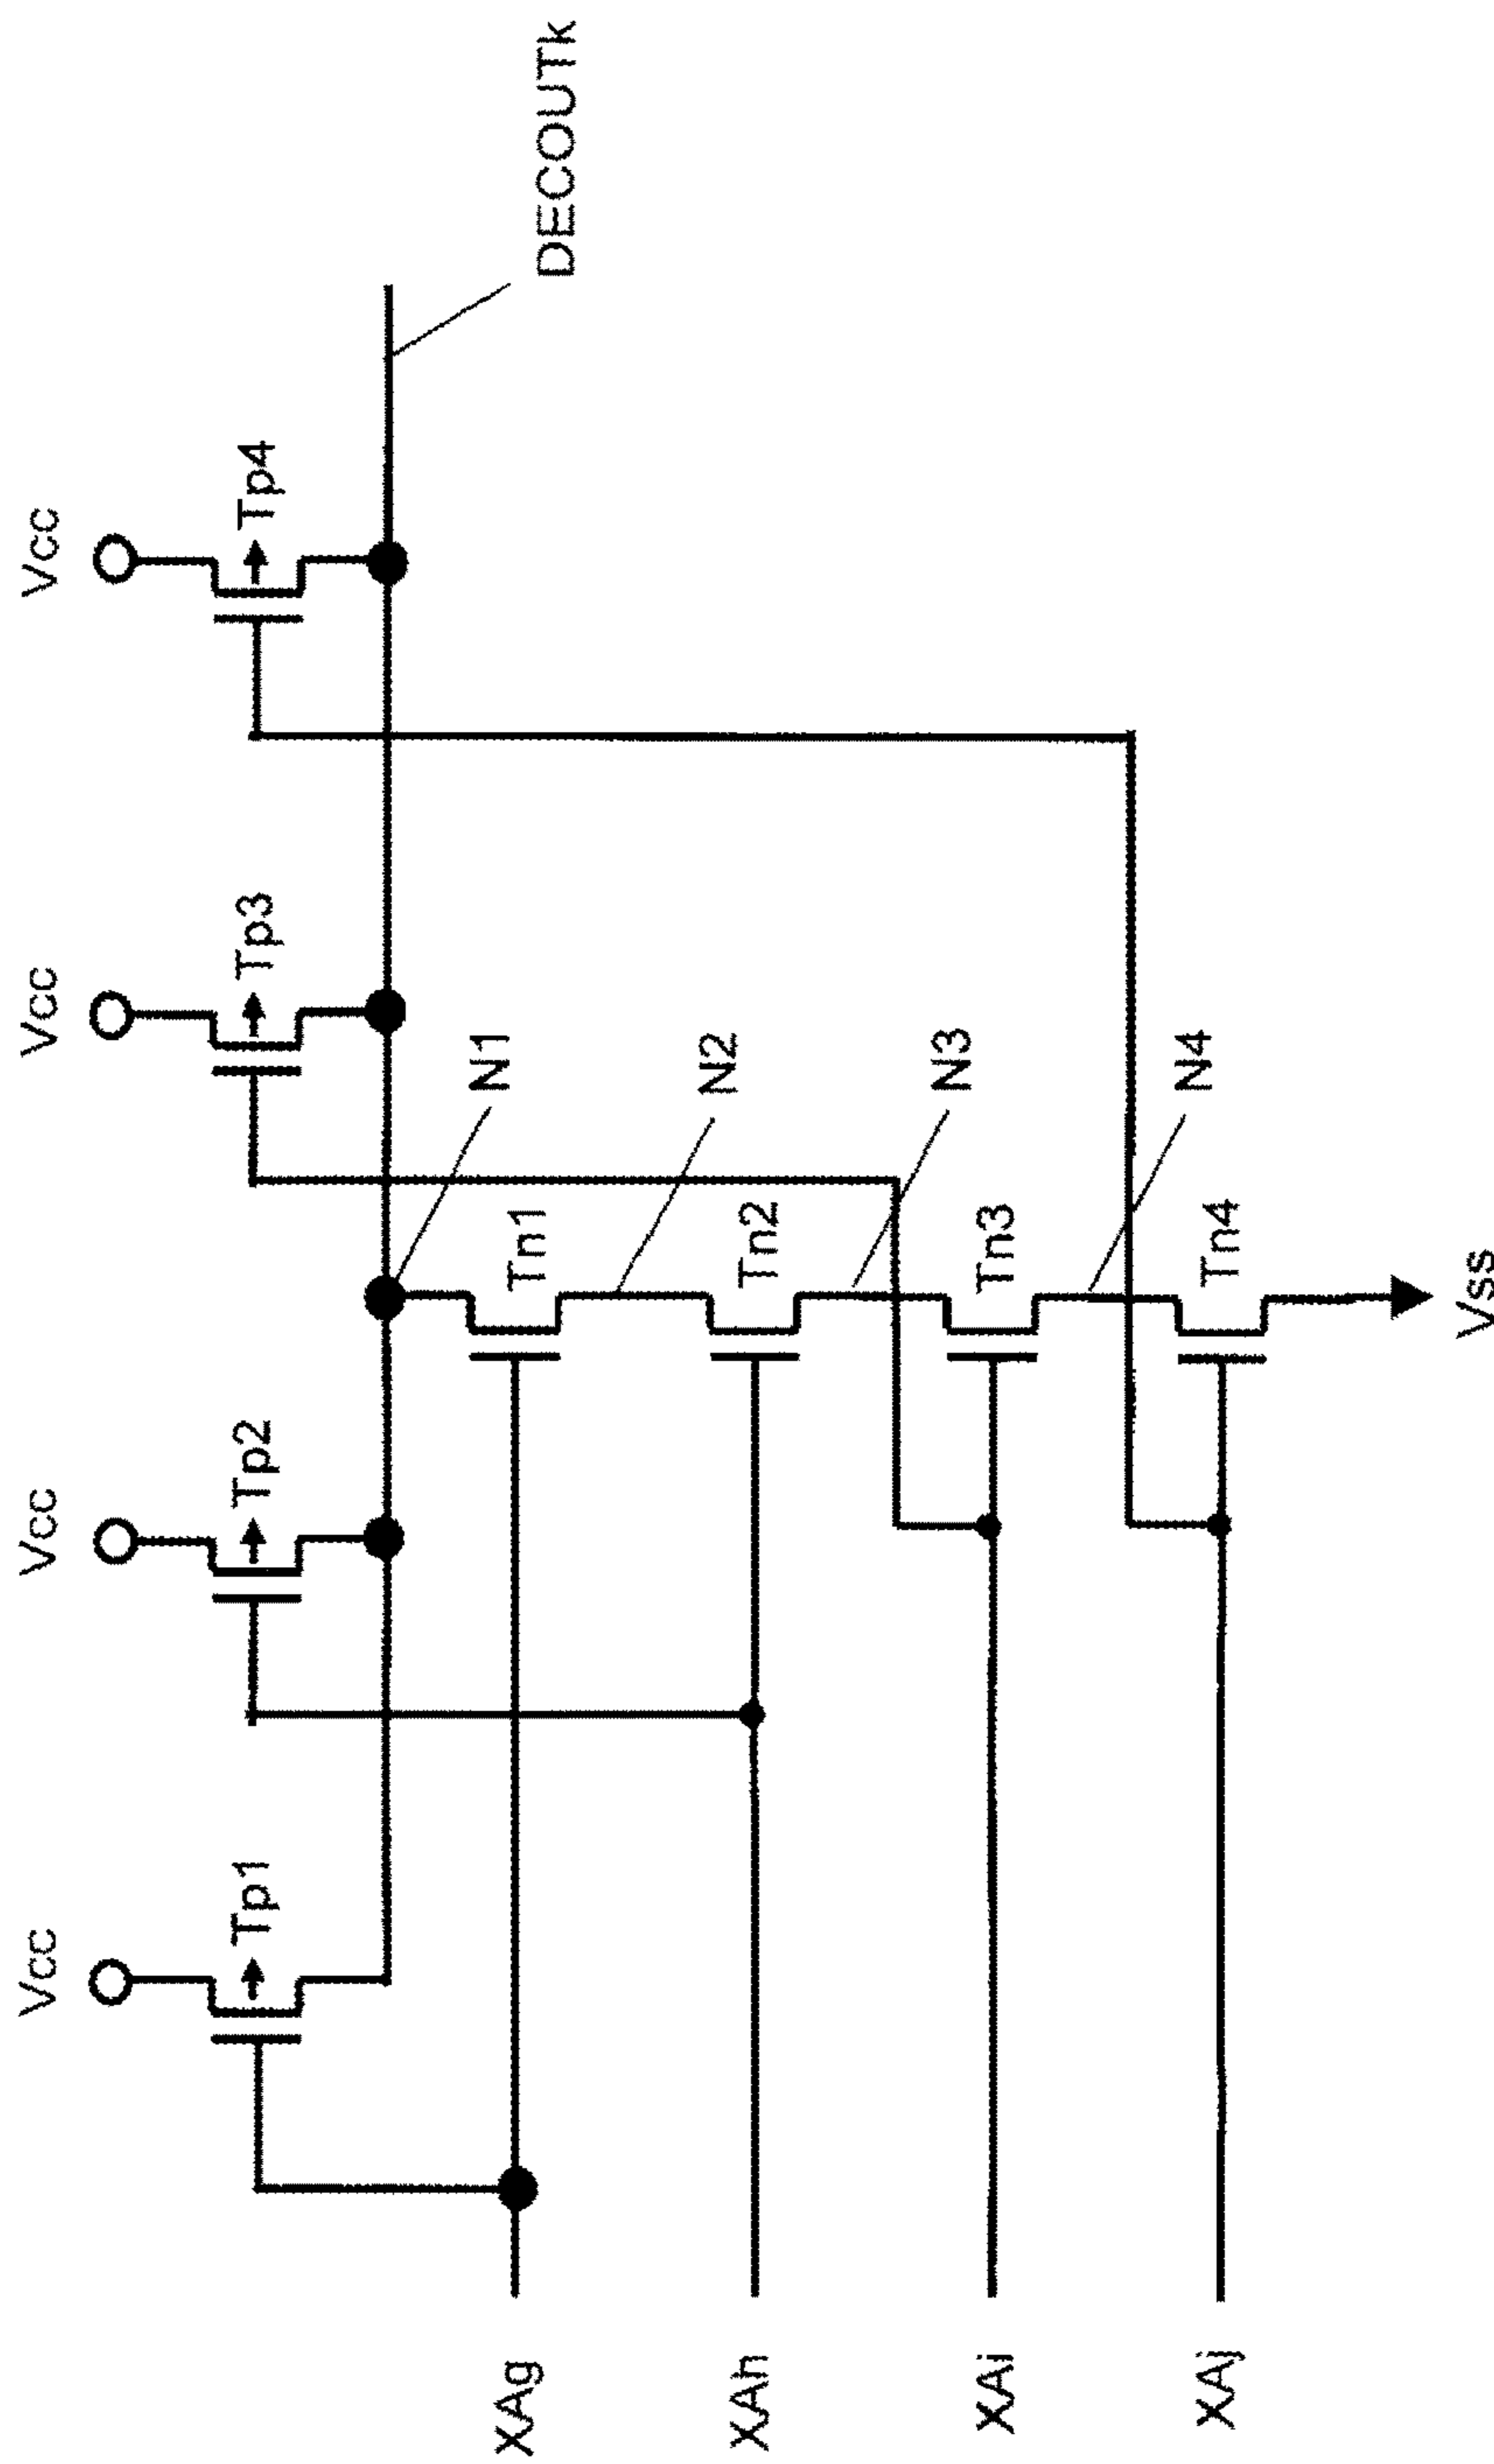 Vcc Vcc Vcc Vcc
Tp1 Tp2 Tp3 Tp4
DECOUTk
N1
XAg Tn1
N2
XAh Tn2
N3
XAi Tn3
N4
XAj Tn4
Vss